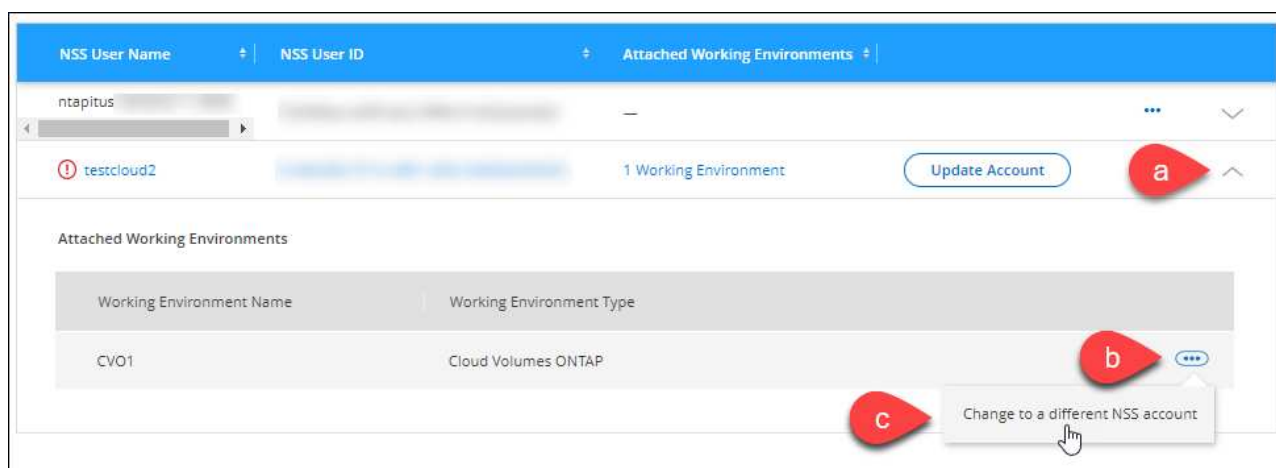 NSS User Name NSS User ID Attached Working Environments
ntapitus — •••
testcloud2 1 Working Environment Update Account a
Attached Working Environments
Working Environment Name Working Environment Type
CVO1 Cloud Volumes ONTAP b •••
c Change to a different NSS account